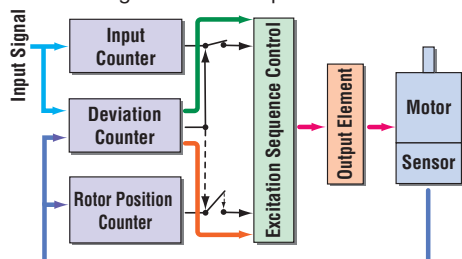 Input Signal
Input
Counter
Deviation
Counter
Rotor Position
Counter
Excitation Sequence Control
Output Element
Motor
Sensor